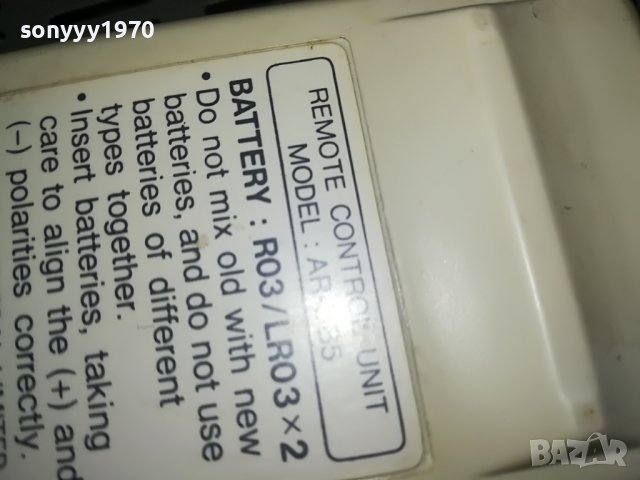 sonyyy1970
REMOTE CONTROL UNIT
MODEL :
BATTERY : R03/LR03×2
• Do not mix old with new
batteries, and do not use
batteries of different
types together.
• Insert batteries, taking
care to align the (+) and
(−) polarities correctly.
BAZAR